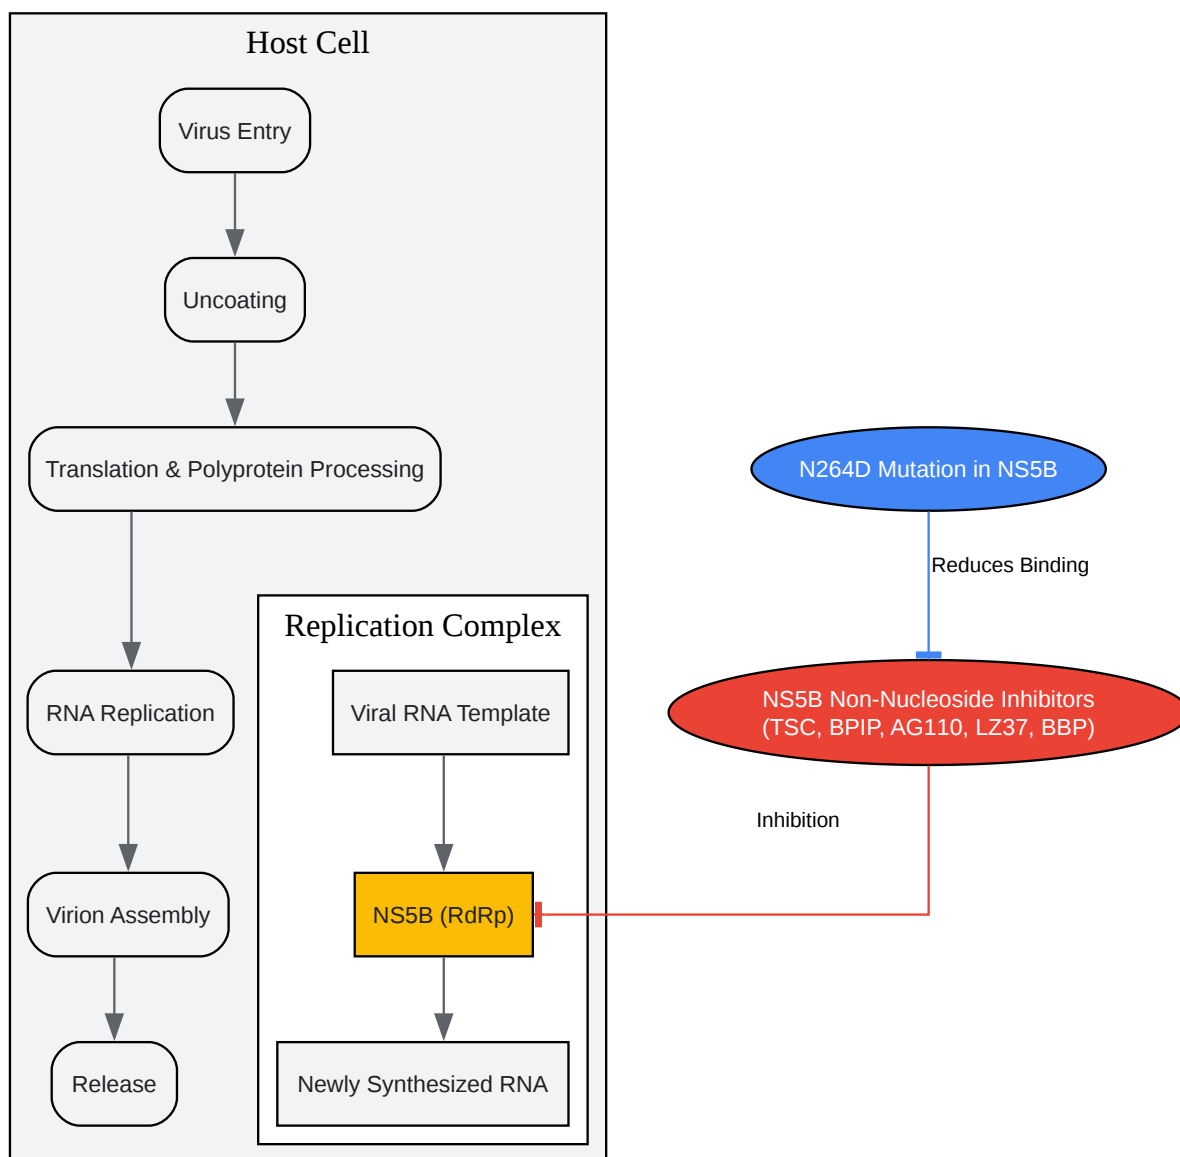 Host Cell
Virus Entry
Uncoating
Translation & Polyprotein Processing
N264D Mutation in NS5B
Reduces Binding
Replication Complex
RNA Replication
Viral RNA Template
NS5B Non-Nucleoside Inhibitors
(TSC, BPIP, AG110, LZ37, BBP)
Inhibition
Virion Assembly
NS5B (RdRp)
Release
Newly Synthesized RNA